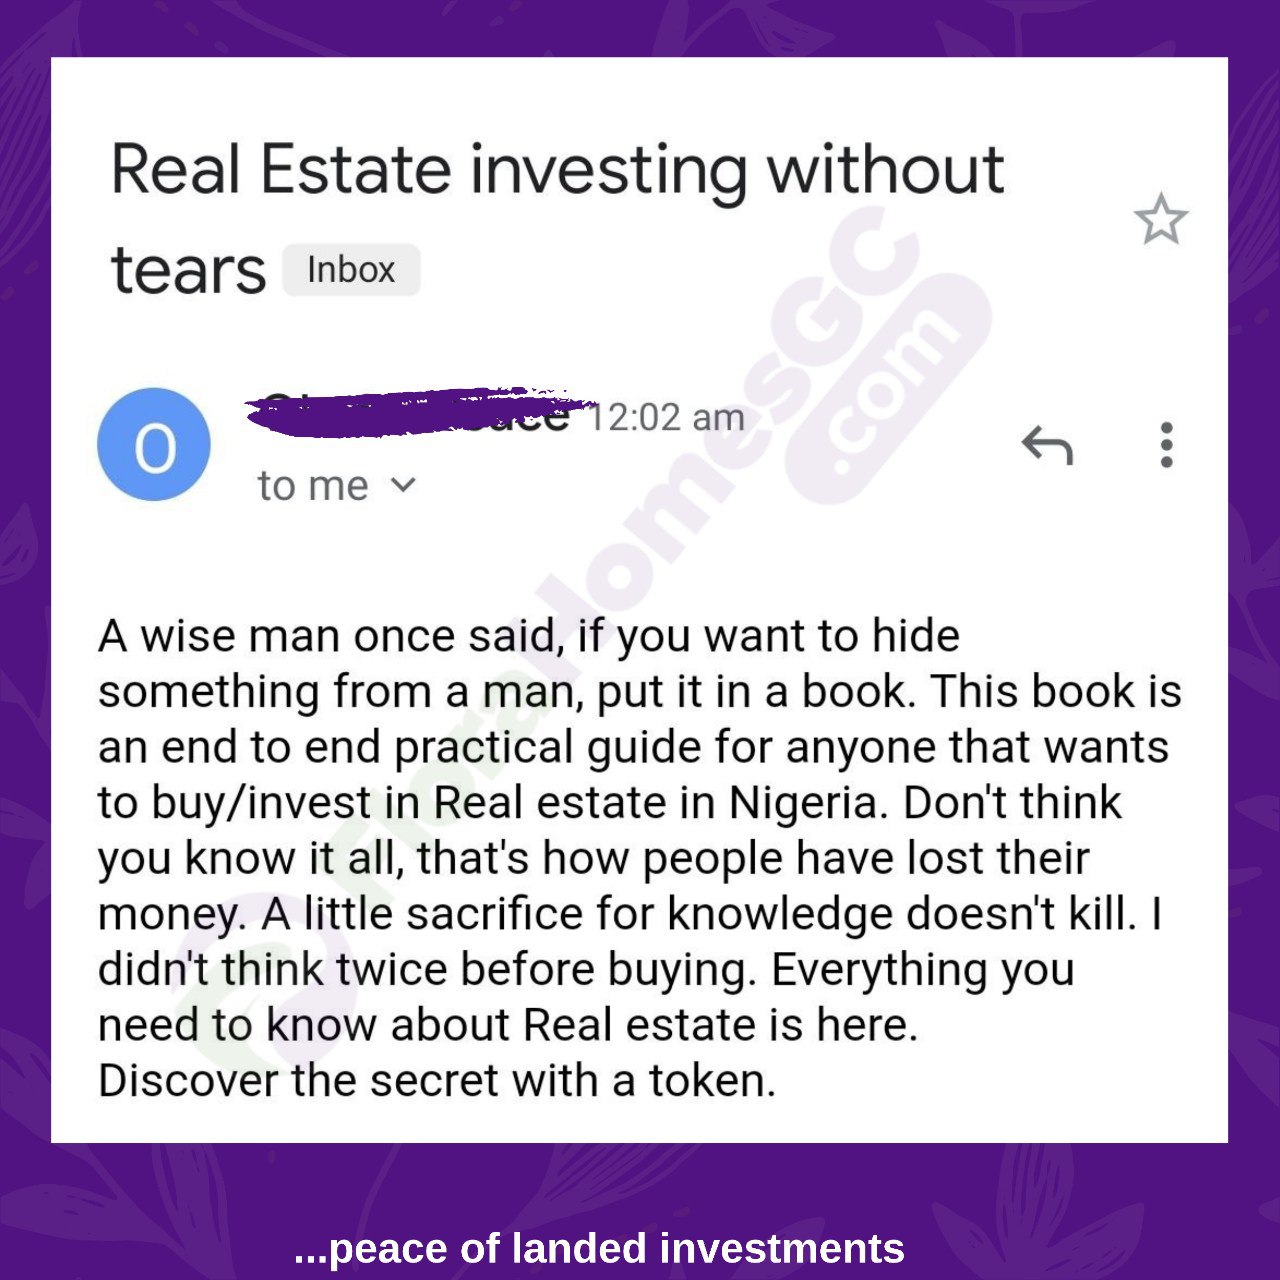 Real Estate investing without
tears Inbox
O
12:02 am
to me
A wise man once said, if you want to hide
something from a man, put it in a book. This book is
an end to end practical guide for anyone that wants
to buy/invest in Real estate in Nigeria. Don't think
you know it all, that's how people have lost their
money. A little sacrifice for knowledge doesn't kill. I
didn't think twice before buying. Everything you
need to know about Real estate is here.
Discover the secret with a token.
FloraHomesGC
.com
...peace of landed investments